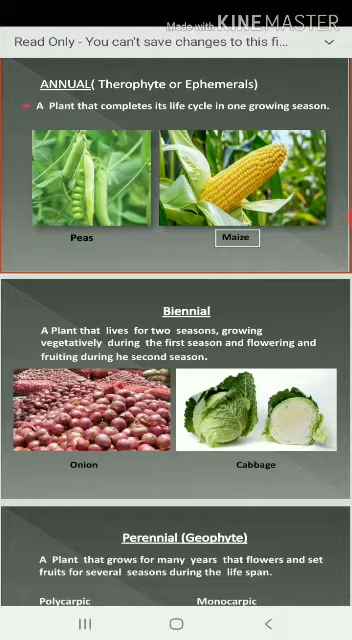 Made with KINEMASTER
Read Only - You can't save changes to this fi...
ANNUAL( Therophyte or Ephemerals)
A Plant that completes its life cycle in one growing season.
Peas
Maize
Biennial
A Plant that lives for two seasons, growing
vegetatively during the first season and flowering and
fruiting during he second season.
Onion
Cabbage
Perennial (Geophyte)
A Plant that grows for many years that flowers and set
fruits for several seasons during the life span.
Polycarpic
Monocarpic